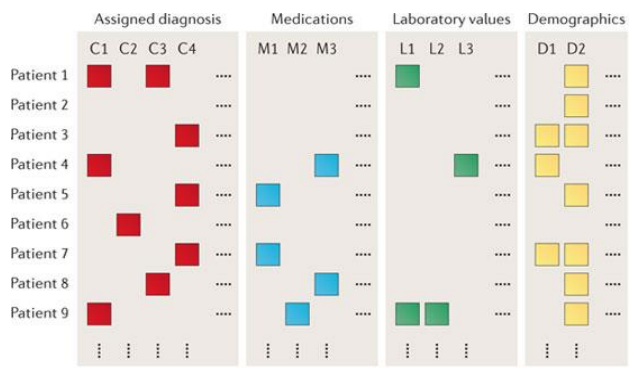 Assigned diagnosis Medications Laboratory values Demographics
C1 C2 C3 C4 M1 M2 M3 L1 L2 L3 D1 D2
Patient 1 .... .... .... ....
Patient 2 .... .... .... ....
Patient 3 .... .... .... ....
Patient 4 .... .... .... ....
Patient 5 .... .... .... ....
Patient 6 .... .... .... ....
Patient 7 .... .... .... ....
Patient 8 .... .... .... ....
Patient 9 .... .... .... ....